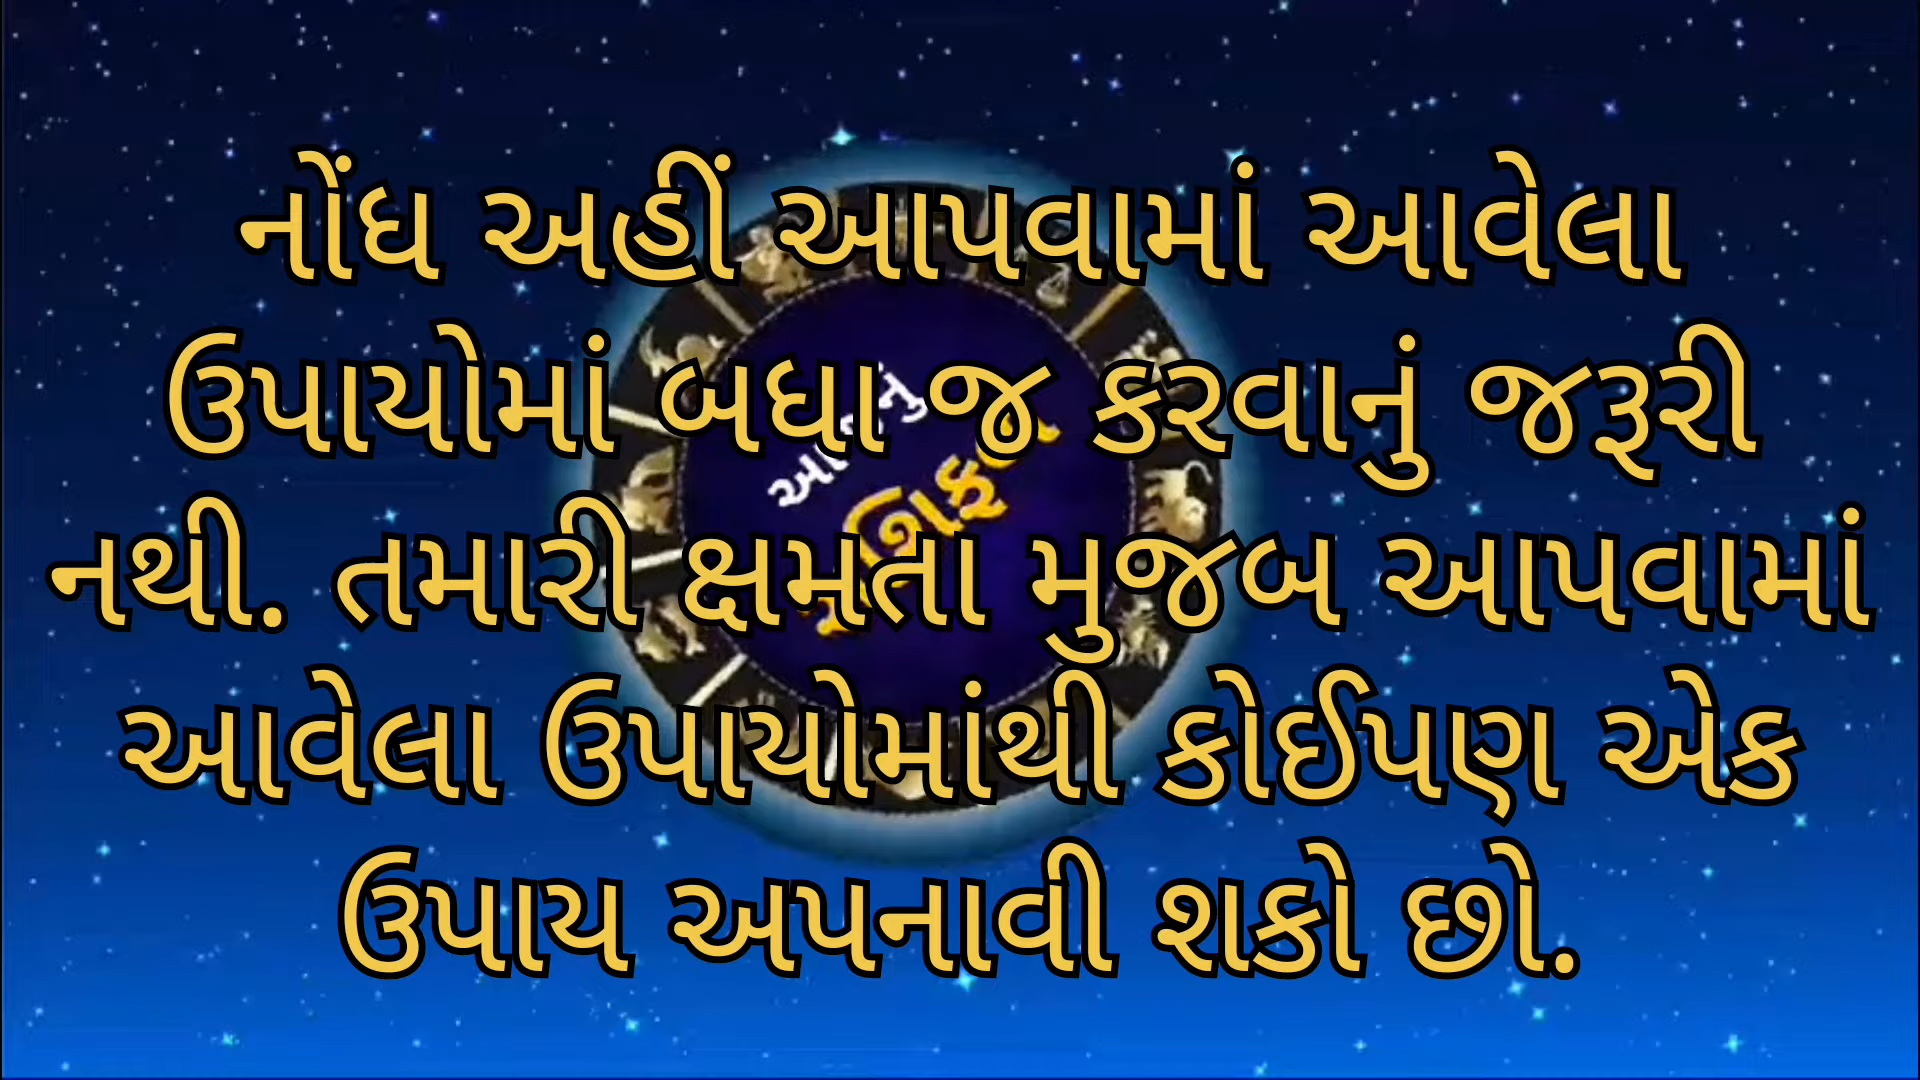 નોંધ અહીં આપવામાં આવેલા
ઉપાયોમાં બધા જ કરવાનું જરૂરી
નથી. તમારી ક્ષમતા મુજબ આપવામાં
આવેલા ઉપાયોમાંથી કોઈપણ એક
ઉપાય અપનાવી શકો છો.